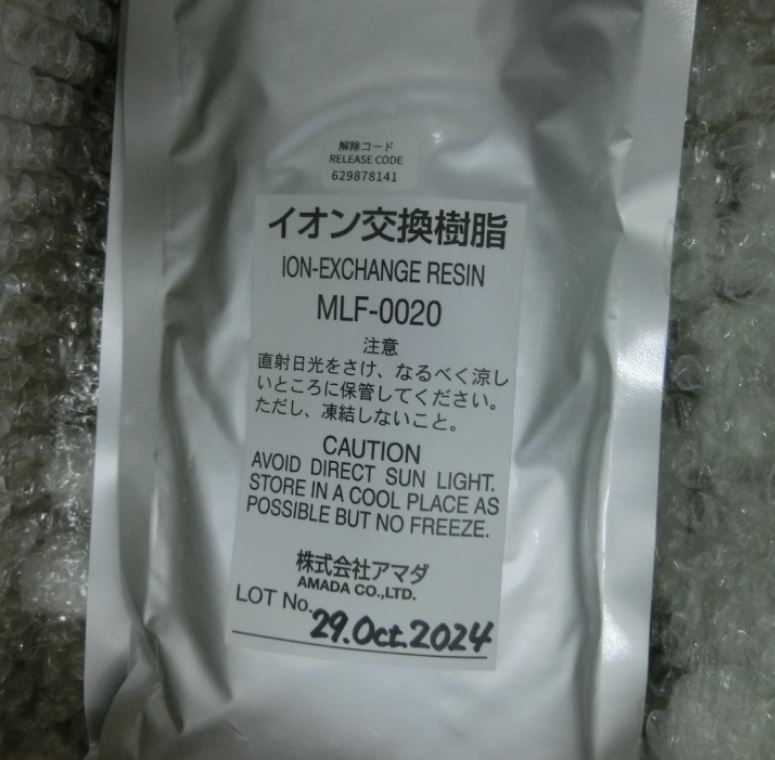 解除コード
RELEASE CODE
629878141
イオン交換樹脂
ION-EXCHANGE RESIN
MLF-0020
注意
直射日光をさけ、なるべく涼し
いところに保管してください。
ただし、凍結しないこと。
CAUTION
AVOID DIRECT SUN LIGHT.
STORE IN A COOL PLACE AS
POSSIBLE BUT NO FREEZE.
株式会社アマダ
AMADA CO.,LTD.
LOT No. 29.Oct.2024